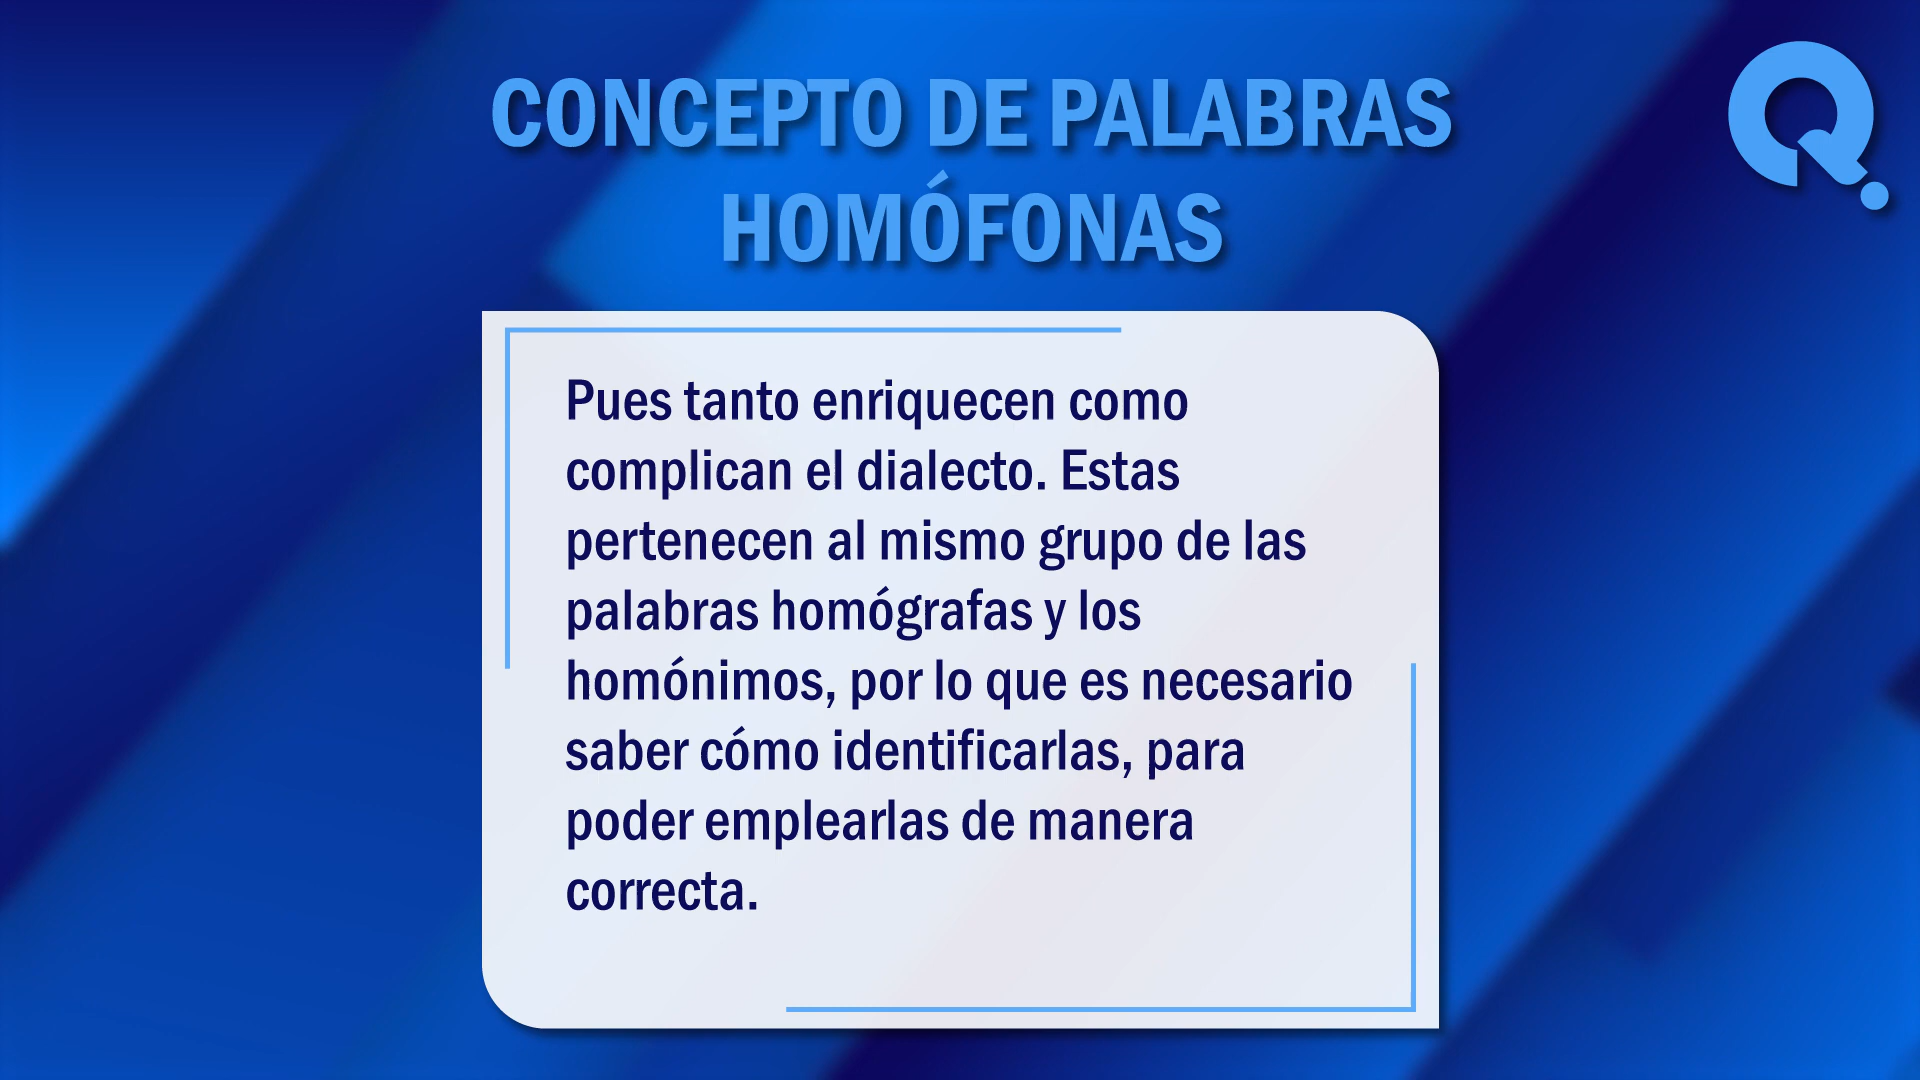 CONCEPTO DE PALABRAS
HOMÓFONAS
Pues tanto enriquecen como
complican el dialecto. Estas
pertenecen al mismo grupo de las
palabras homógrafas y los
homónimos, por lo que es necesario
saber cómo identificarlas, para
poder emplearlas de manera
correcta.